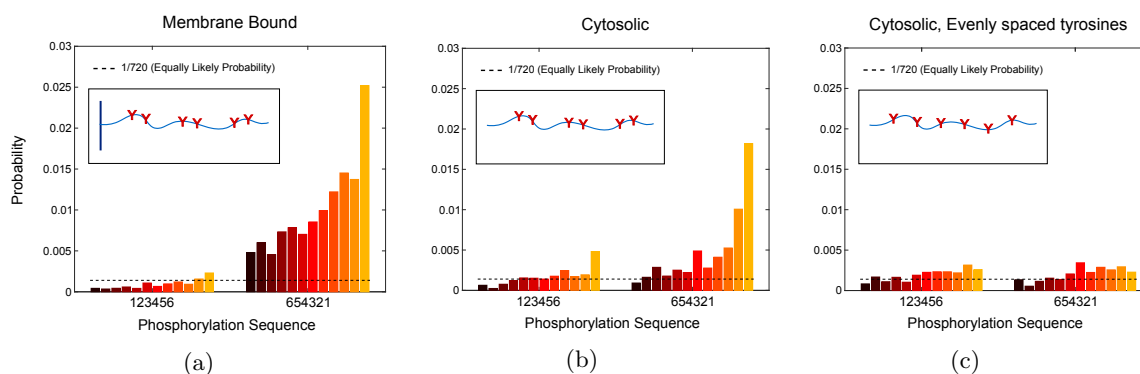 Membrane Bound
0.03
0.025
0.02
0.015
0.01
0.005
0
Probability
1/720 (Equally Likely Probability)
Y Y Y Y Y Y
123456
654321
Phosphorylation Sequence
(a)
Cytosolic
0.03
0.025
0.02
0.015
0.01
0.005
0
1/720 (Equally Likely Probability)
Y Y Y Y Y Y
123456
654321
Phosphorylation Sequence
(b)
Cytosolic, Evenly spaced tyrosines
0.03
0.025
0.02
0.015
0.01
0.005
0
1/720 (Equally Likely Probability)
Y Y Y Y Y Y
123456
654321
Phosphorylation Sequence
(c)